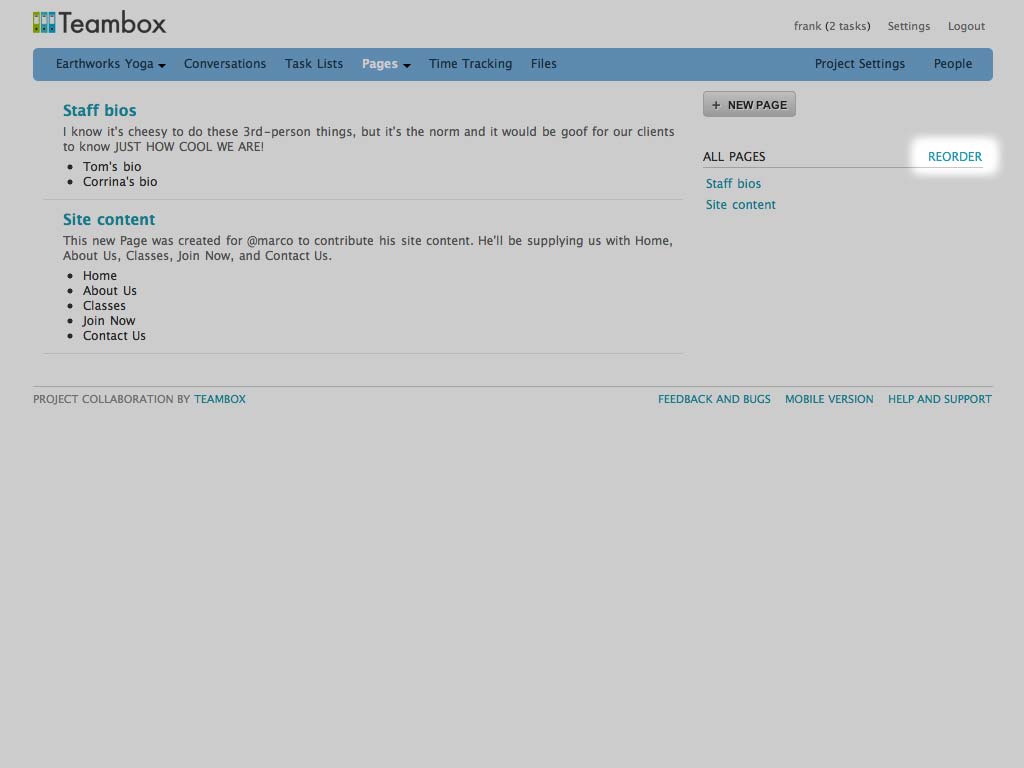 Teambox
frank (2 tasks) Settings Logout
Earthworks Yoga Conversations Task Lists Pages Time Tracking Files Project Settings People
Staff bios
I know it's cheesy to do these 3rd-person things, but it's the norm and it would be goof for our clients
to know JUST HOW COOL WE ARE!
• Tom's bio
• Corrina's bio
Site content
This new Page was created for @marco to contribute his site content. He'll be supplying us with Home,
About Us, Classes, Join Now, and Contact Us.
• Home
• About Us
• Classes
• Join Now
• Contact Us
+ NEW PAGE
ALL PAGES REORDER
Staff bios
Site content
PROJECT COLLABORATION BY TEAMBOX FEEDBACK AND BUGS MOBILE VERSION HELP AND SUPPORT